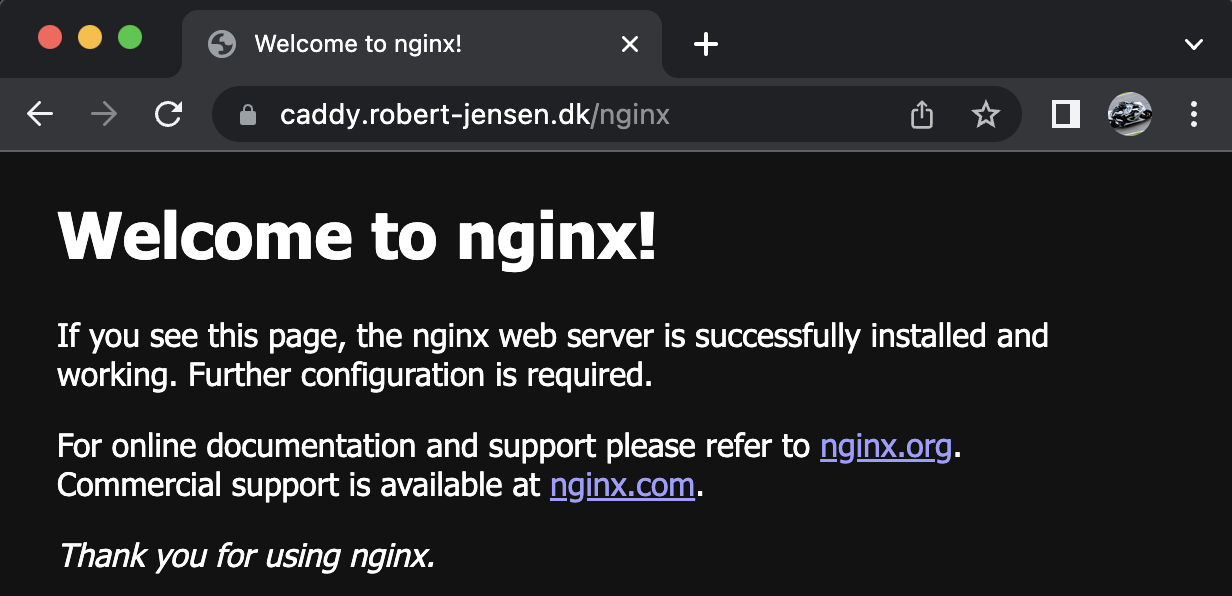 Welcome to nginx!
caddy.robert-jensen.dk/nginx
Welcome to nginx!
If you see this page, the nginx web server is successfully installed and
working. Further configuration is required.
For online documentation and support please refer to nginx.org.
Commercial support is available at nginx.com.
Thank you for using nginx.